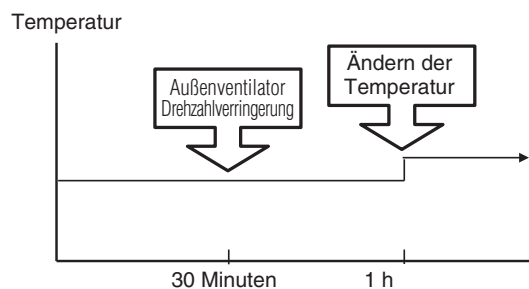 Temperatur
Außenventilator
Drehzahlverringerung
Ändern der
Temperatur
30 Minuten
1 h